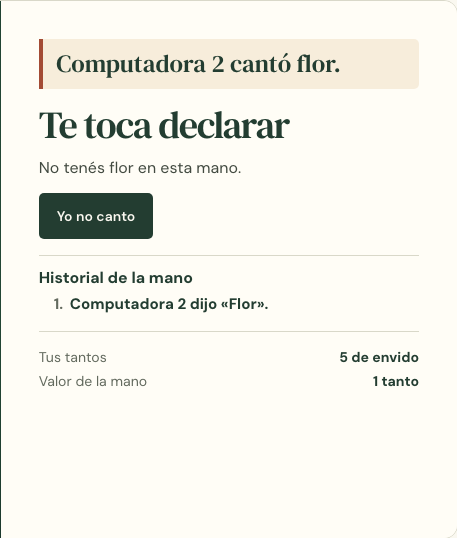 Computadora 2 cantó flor.
Te toca declarar
No tenés flor en esta mano.
Yo no canto
Historial de la mano
1. Computadora 2 dijo «Flor».
Tus tantos 5 de envido
Valor de la mano 1 tanto